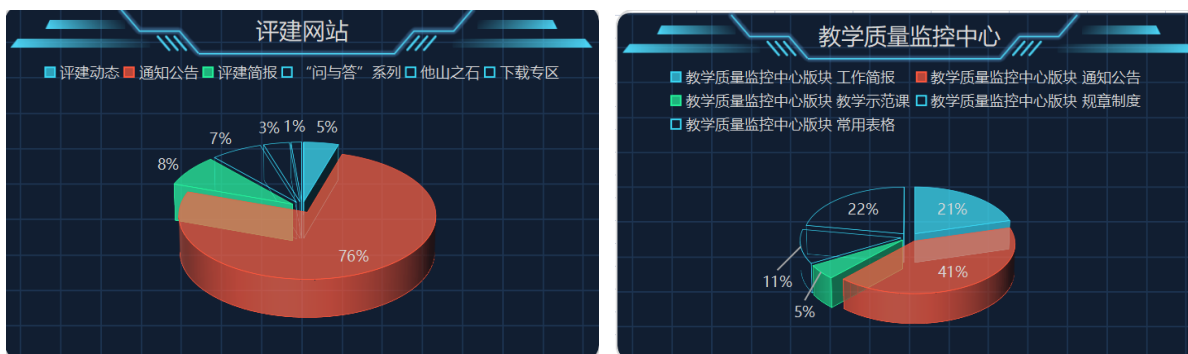 评建网站
评建动态 通知公告 评建简报 “问与答”系列 他山之石 下载专区
3% 1% 5%
7%
8%
76%
教学质量监控中心
教学质量监控中心版块 工作简报 教学质量监控中心版块 通知公告
教学质量监控中心版块 教学示范课 教学质量监控中心版块 规章制度
教学质量监控中心版块 常用表格
22% 21%
41%
11%
5%